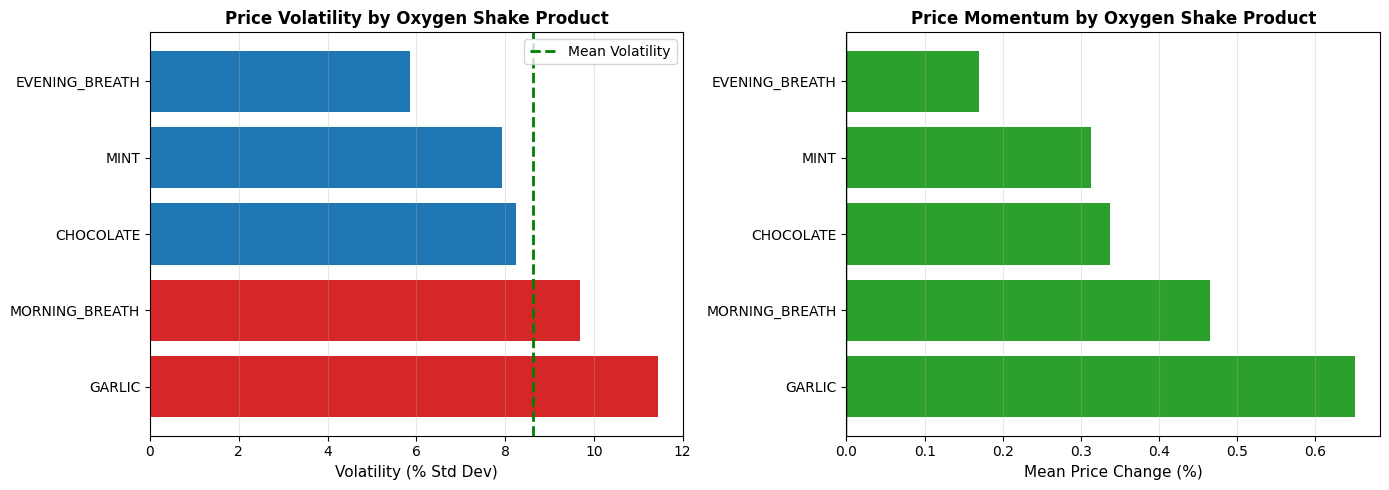 Price Volatility by Oxygen Shake Product
Mean Volatility
EVENING_BREATH
MINT
CHOCOLATE
MORNING_BREATH
GARLIC
0 2 4 6 8 10 12
Volatility (% Std Dev)
Price Momentum by Oxygen Shake Product
EVENING_BREATH
MINT
CHOCOLATE
MORNING_BREATH
GARLIC
0.0 0.1 0.2 0.3 0.4 0.5 0.6
Mean Price Change (%)